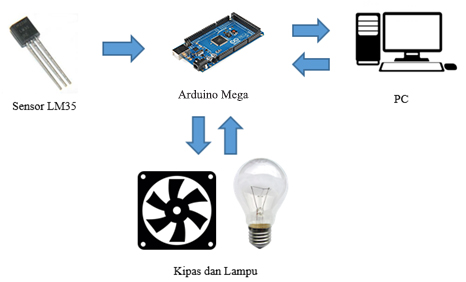 Sensor LM35
Arduino Mega
PC
Kipas dan Lampu